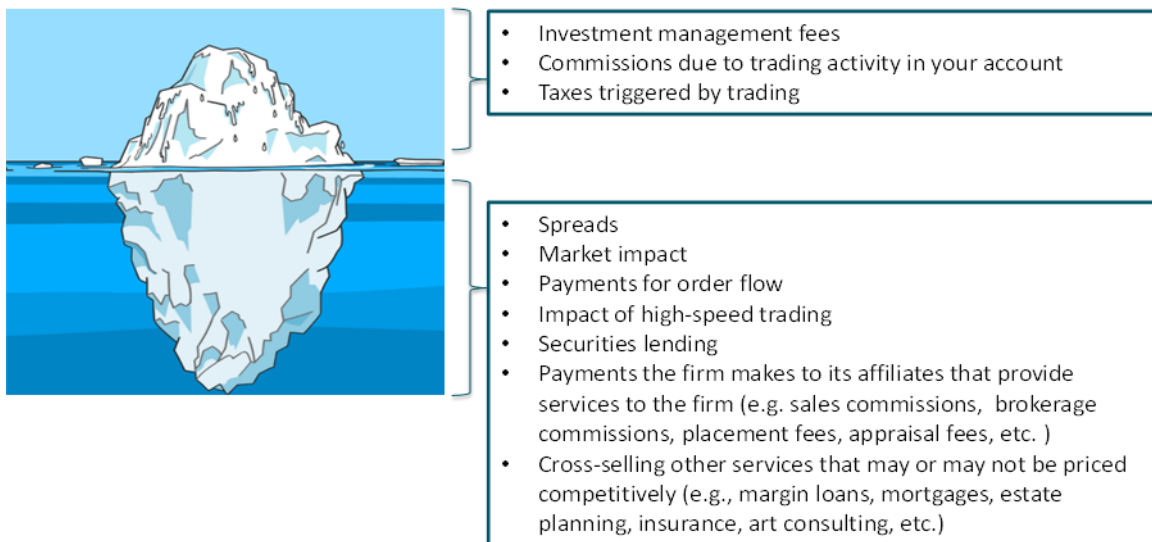 • Investment management fees
• Commissions due to trading activity in your account
• Taxes triggered by trading
• Spreads
• Market impact
• Payments for order flow
• Impact of high-speed trading
• Securities lending
• Payments the firm makes to its affiliates that provide
services to the firm (e.g. sales commissions,  brokerage
commissions, placement fees, appraisal fees, etc. )
• Cross-selling other services that may or may not be priced
competitively (e.g., margin loans, mortgages, estate
planning, insurance, art consulting, etc.)